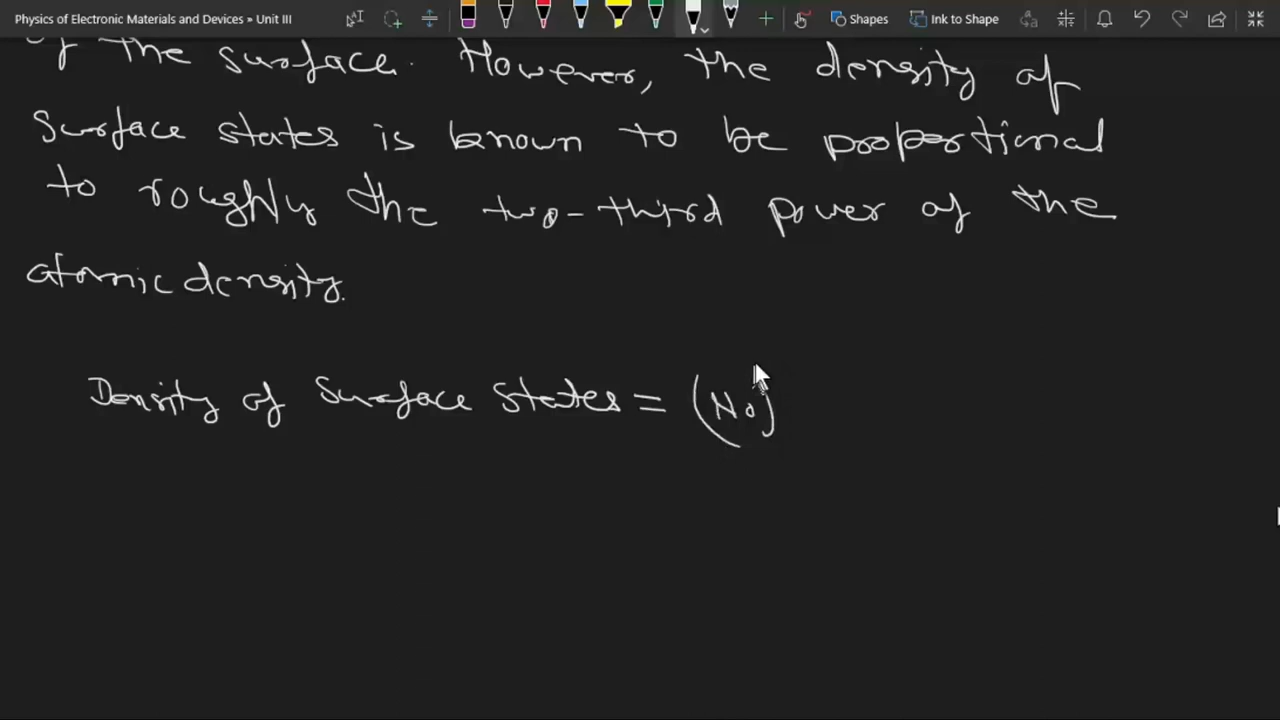 Physics of Electronic Materials and Devices » Unit III
Shapes
Ink to Shape
of the surface. However, the density of
surface states is known to be proportional
to roughly the two-third power of the
atomic density.
Density of Surface States = (No)